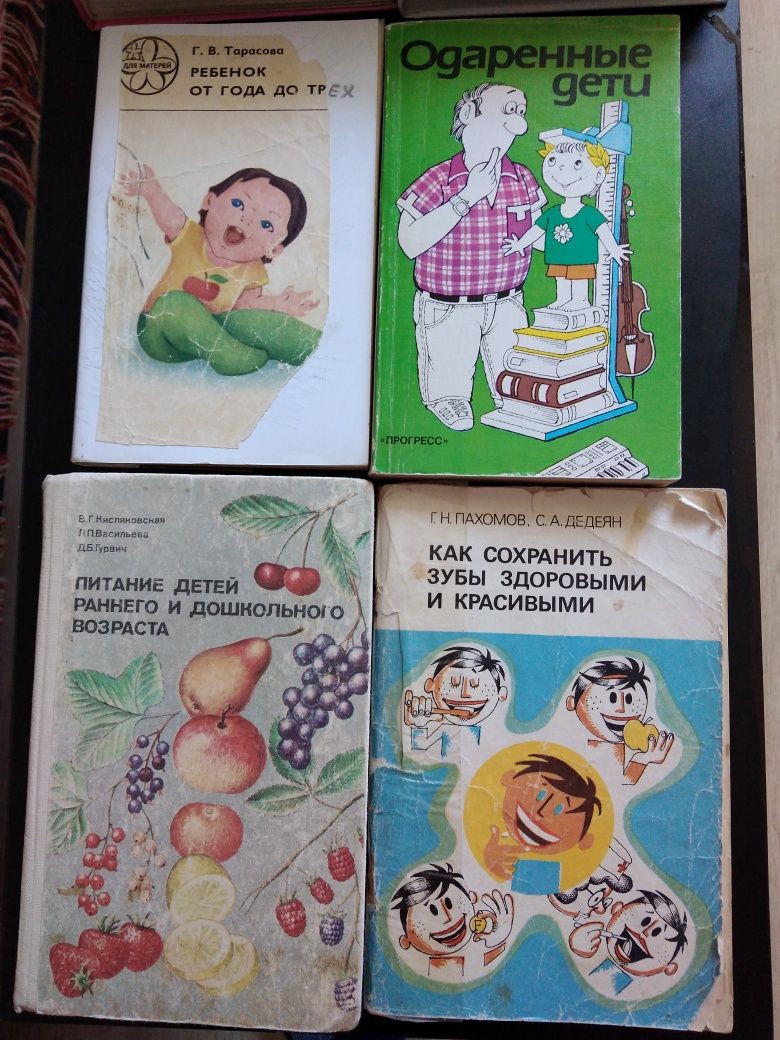 ДЛЯ МАТЕРЕЙ
Г. В. Тарасова
РЕБЕНОК
ОТ ГОДА ДО ТРЕХ
Одаренные
дети
«ПРОГРЕСС»
В.Г.Кисляковская
Л.П.Васильева
Д.Б.Гурвич
ПИТАНИЕ ДЕТЕЙ
РАННЕГО И ДОШКОЛЬНОГО
ВОЗРАСТА
Г.Н. ПАХОМОВ, С.А. ДЕДЕЯН
КАК СОХРАНИТЬ
ЗУБЫ ЗДОРОВЫМИ
И КРАСИВЫМИ